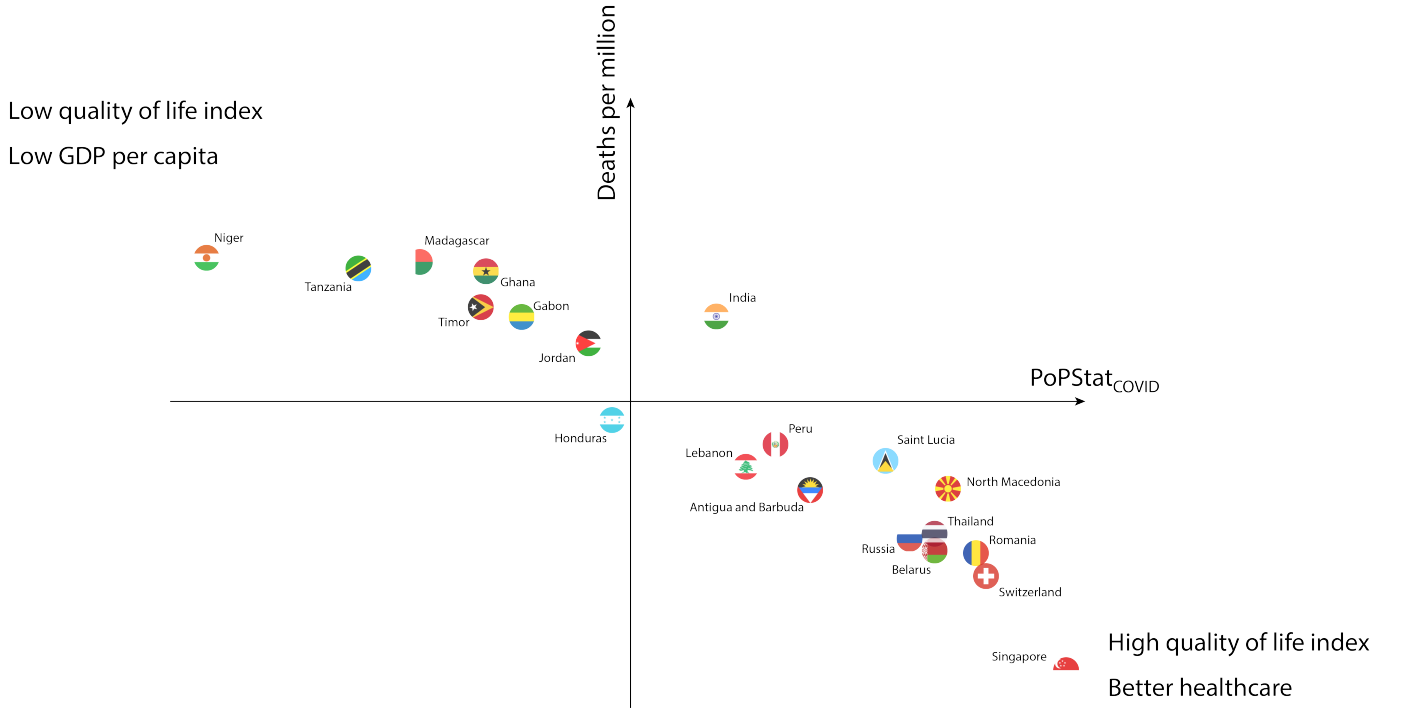 Deaths per million
Low quality of life index
Low GDP per capita
Niger
Madagascar
Tanzania
Ghana
Timor
Gabon
India
Jordan
PoPStatCOVID
Honduras
Peru
Lebanon
Saint Lucia
North Macedonia
Antigua and Barbuda
Thailand
Russia
Romania
Belarus
Switzerland
High quality of life index
Singapore
Better healthcare